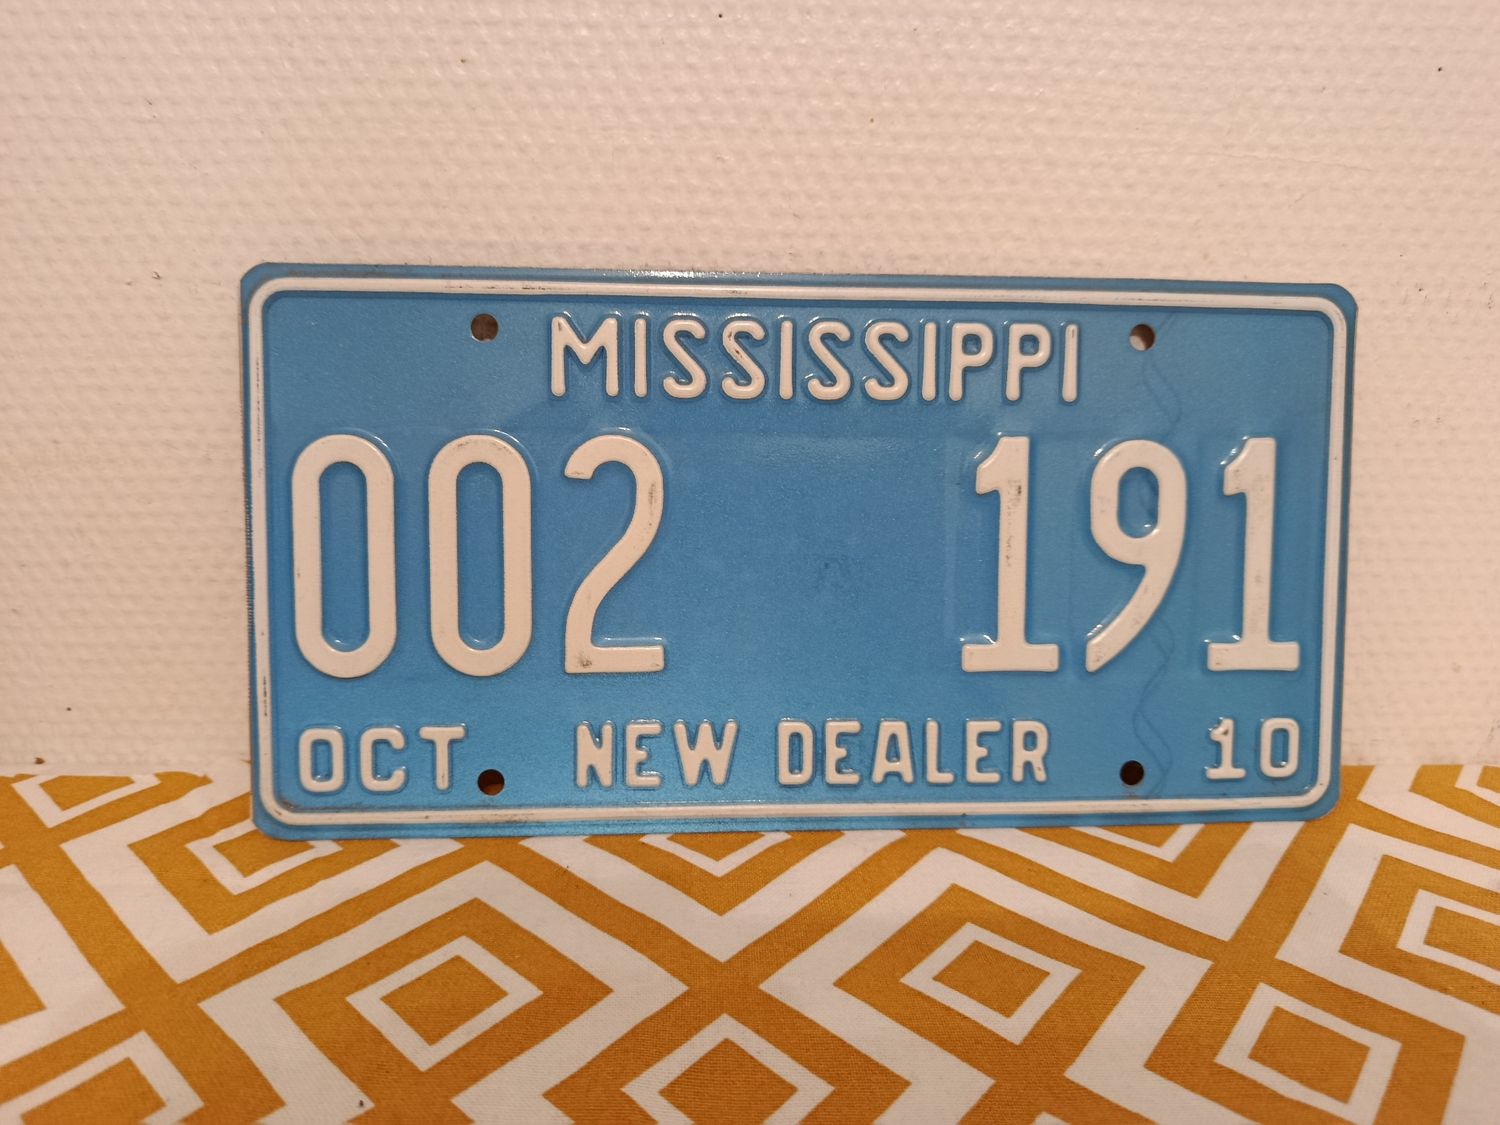 MISSISSIPPI
002 191
OCT NEW DEALER 10